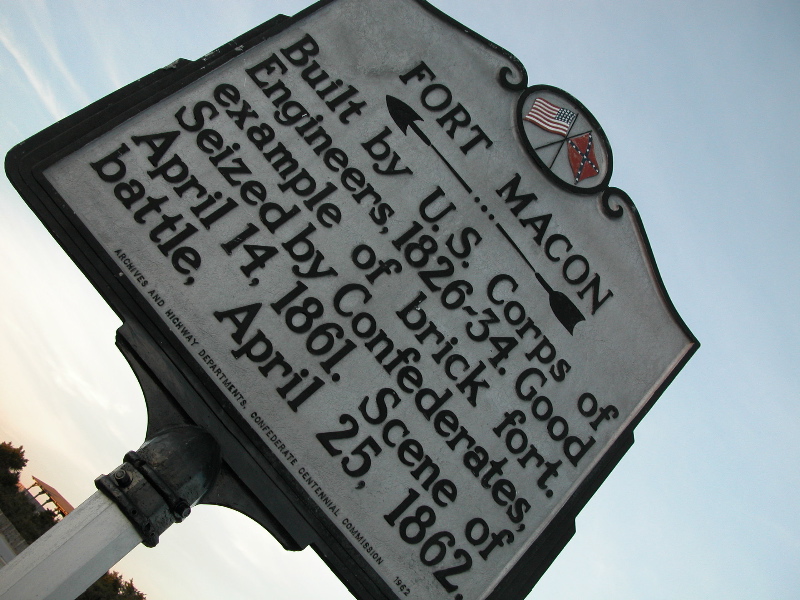 FORT MACON
Built by U.S. Corps of
Engineers, 1826-34. Good
example of brick fort.
Seized by Confederates,
April 14, 1861. Scene of
battle, April 25, 1862.
ARCHIVES AND HIGHWAY DEPARTMENTS, CONFEDERATE CENTENNIAL COMMISSION 1962